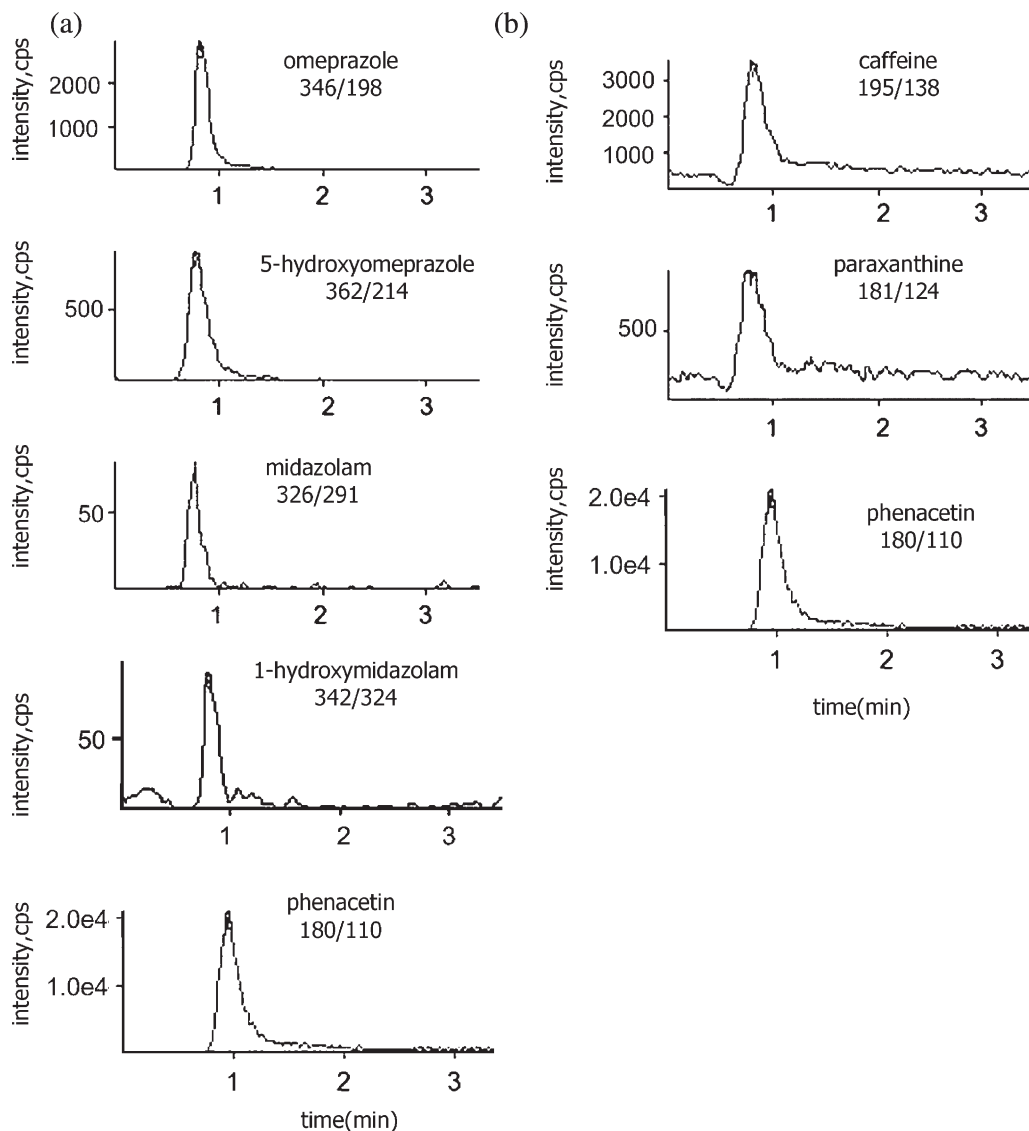 (a)
intensity,cps
2000
1000
omeprazole
346/198
1 2 3
intensity,cps
500
5-hydroxyomeprazole
362/214
1 2 3
intensity,cps
50
midazolam
326/291
1 2 3
intensity,cps
50
1-hydroxymidazolam
342/324
1 2 3
intensity,cps
2.0e4
1.0e4
phenacetin
180/110
1 2 3
time(min)
(b)
intensity,cps
3000
2000
1000
caffeine
195/138
1 2 3
intensity,cps
500
paraxanthine
181/124
1 2 3
intensity,cps
2.0e4
1.0e4
phenacetin
180/110
1 2 3
time(min)